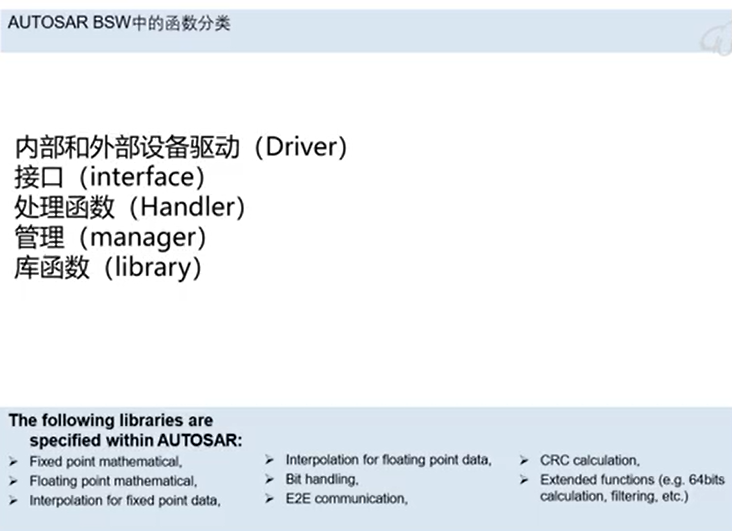 AUTOSAR BSW中的函数分类
内部和外部设备驱动（Driver）
接口（interface）
处理函数（Handler）
管理（manager）
库函数（library）
The following libraries are
specified within AUTOSAR:
➢ Fixed point mathematical,
➢ Floating point mathematical,
➢ Interpolation for fixed point data,
➢ Interpolation for floating point data,
➢ Bit handling,
➢ E2E communication,
➢ CRC calculation,
➢ Extended functions (e.g. 64bits
calculation, filtering, etc.)